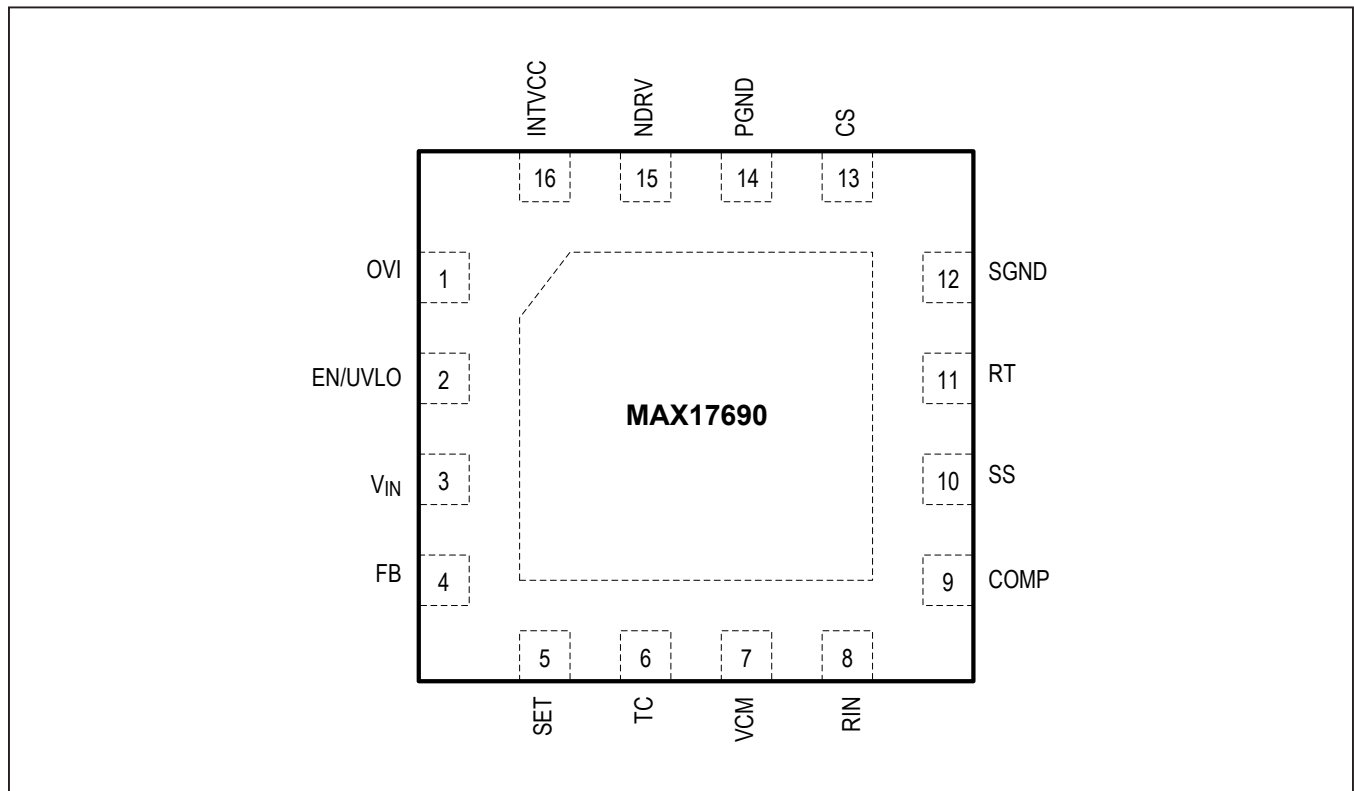 INTVCC
NDRV
PGND
CS
16
15
14
13
OVI
1
12
SGND
EN/UVLO
2
11
RT
MAX17690
VIN
3
10
SS
FB
4
9
COMP
5
6
7
8
SET
TC
VCM
RIN